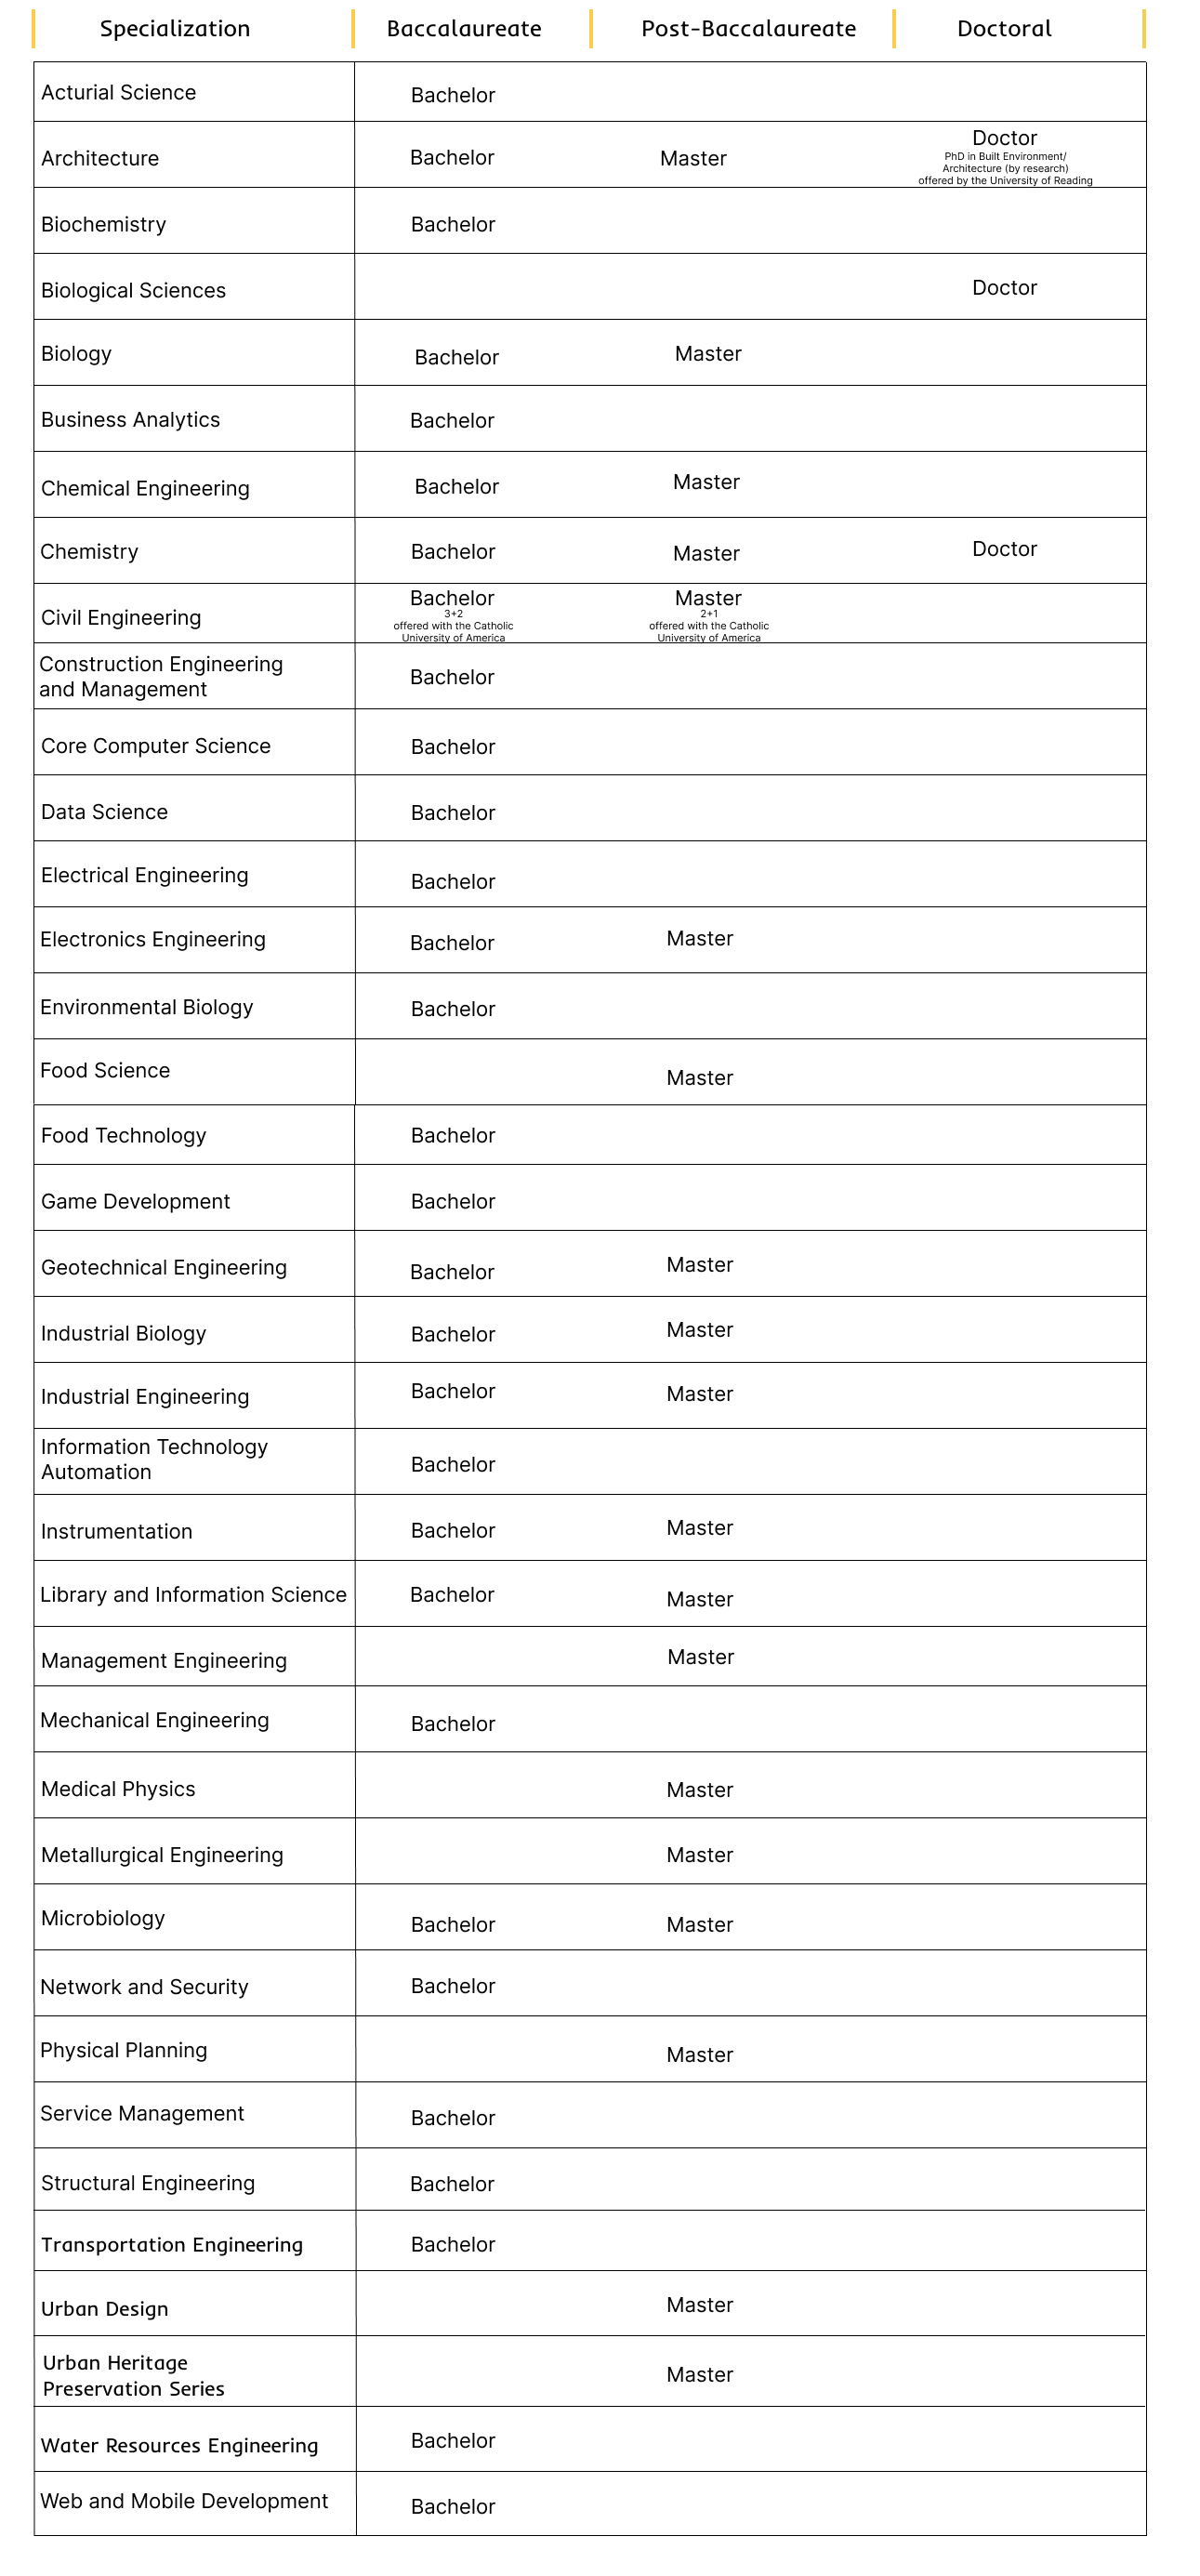 Specialization Baccalaureate Post-Baccalaureate Doctoral
Acturial Science Bachelor
Architecture Bachelor Master Doctor
PhD in Built Environment/
Architecture (by research)
offered by the University of Reading
Biochemistry Bachelor
Biological Sciences Doctor
Biology Bachelor Master
Business Analytics Bachelor
Chemical Engineering Bachelor Master
Chemistry Bachelor Master Doctor
Civil Engineering Bachelor Master
3+2 2+1
offered with the Catholic offered with the Catholic
University of America University of America
Construction Engineering
and Management Bachelor
Core Computer Science Bachelor
Data Science Bachelor
Electrical Engineering Bachelor
Electronics Engineering Bachelor Master
Environmental Biology Bachelor
Food Science Master
Food Technology Bachelor
Game Development Bachelor
Geotechnical Engineering Bachelor Master
Industrial Biology Bachelor Master
Industrial Engineering Bachelor Master
Information Technology
Automation Bachelor
Instrumentation Bachelor Master
Library and Information Science Bachelor Master
Management Engineering Master
Mechanical Engineering Bachelor
Medical Physics Master
Metallurgical Engineering Master
Microbiology Bachelor Master
Network and Security Bachelor
Physical Planning Master
Service Management Bachelor
Structural Engineering Bachelor
Transportation Engineering Bachelor
Urban Design Master
Urban Heritage
Preservation Series Master
Water Resources Engineering Bachelor
Web and Mobile Development Bachelor